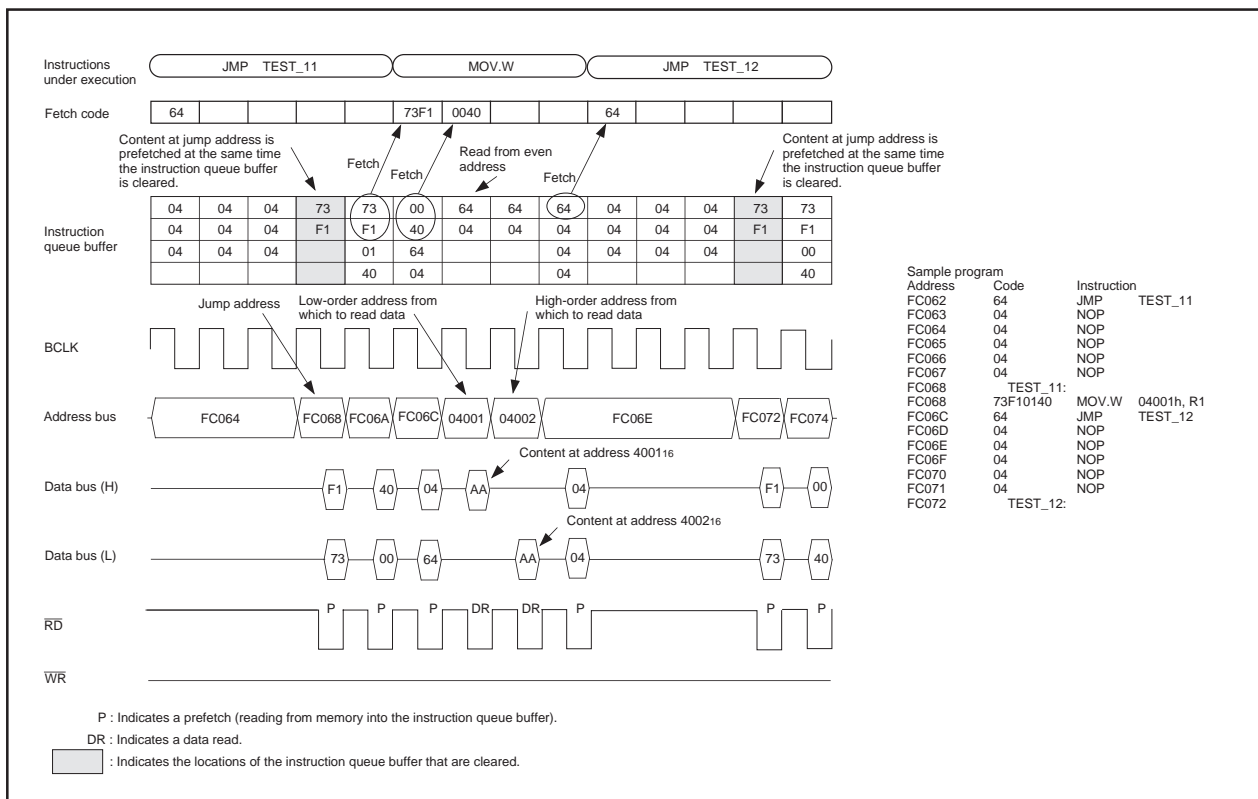 Instructions
under execution
JMP TEST_11
MOV.W
JMP TEST_12
Fetch code
64
73F1
0040
64
Content at jump address is
prefetched at the same time
the instruction queue buffer
is cleared.
Fetch
Fetch
Read from even
address
Fetch
Content at jump address is
prefetched at the same time
the instruction queue buffer
is cleared.
Instruction
queue buffer
04 04 04 73 73 00 64 64 64 04 04 04 73 73
04 04 04 F1 F1 40 04 04 04 04 04 04 F1 F1
04 04 04 01 64 04 04 04 04 00
40 04 04 40
Jump address
Low-order address from
which to read data
High-order address from
which to read data
BCLK
Address bus
FC064 FC068 FC06A FC06C 04001 04002 FC06E FC072 FC074
Content at address 400116
Data bus (H)
F1 40 04 AA 04 F1 00
Content at address 400216
Data bus (L)
73 00 64 AA 04 73 40
RD
P P P DR DR P P P
WR
P : Indicates a prefetch (reading from memory into the instruction queue buffer).
DR : Indicates a data read.
: Indicates the locations of the instruction queue buffer that are cleared.
Sample program
Address Code Instruction
FC062 64 JMP TEST_11
FC063 04 NOP
FC064 04 NOP
FC065 04 NOP
FC066 04 NOP
FC067 04 NOP
FC068 TEST_11:
FC068 73F10140 MOV.W 04001h, R1
FC06C 64 JMP TEST_12
FC06D 04 NOP
FC06E 04 NOP
FC06F 04 NOP
FC070 04 NOP
FC071 04 NOP
FC072 TEST_12: